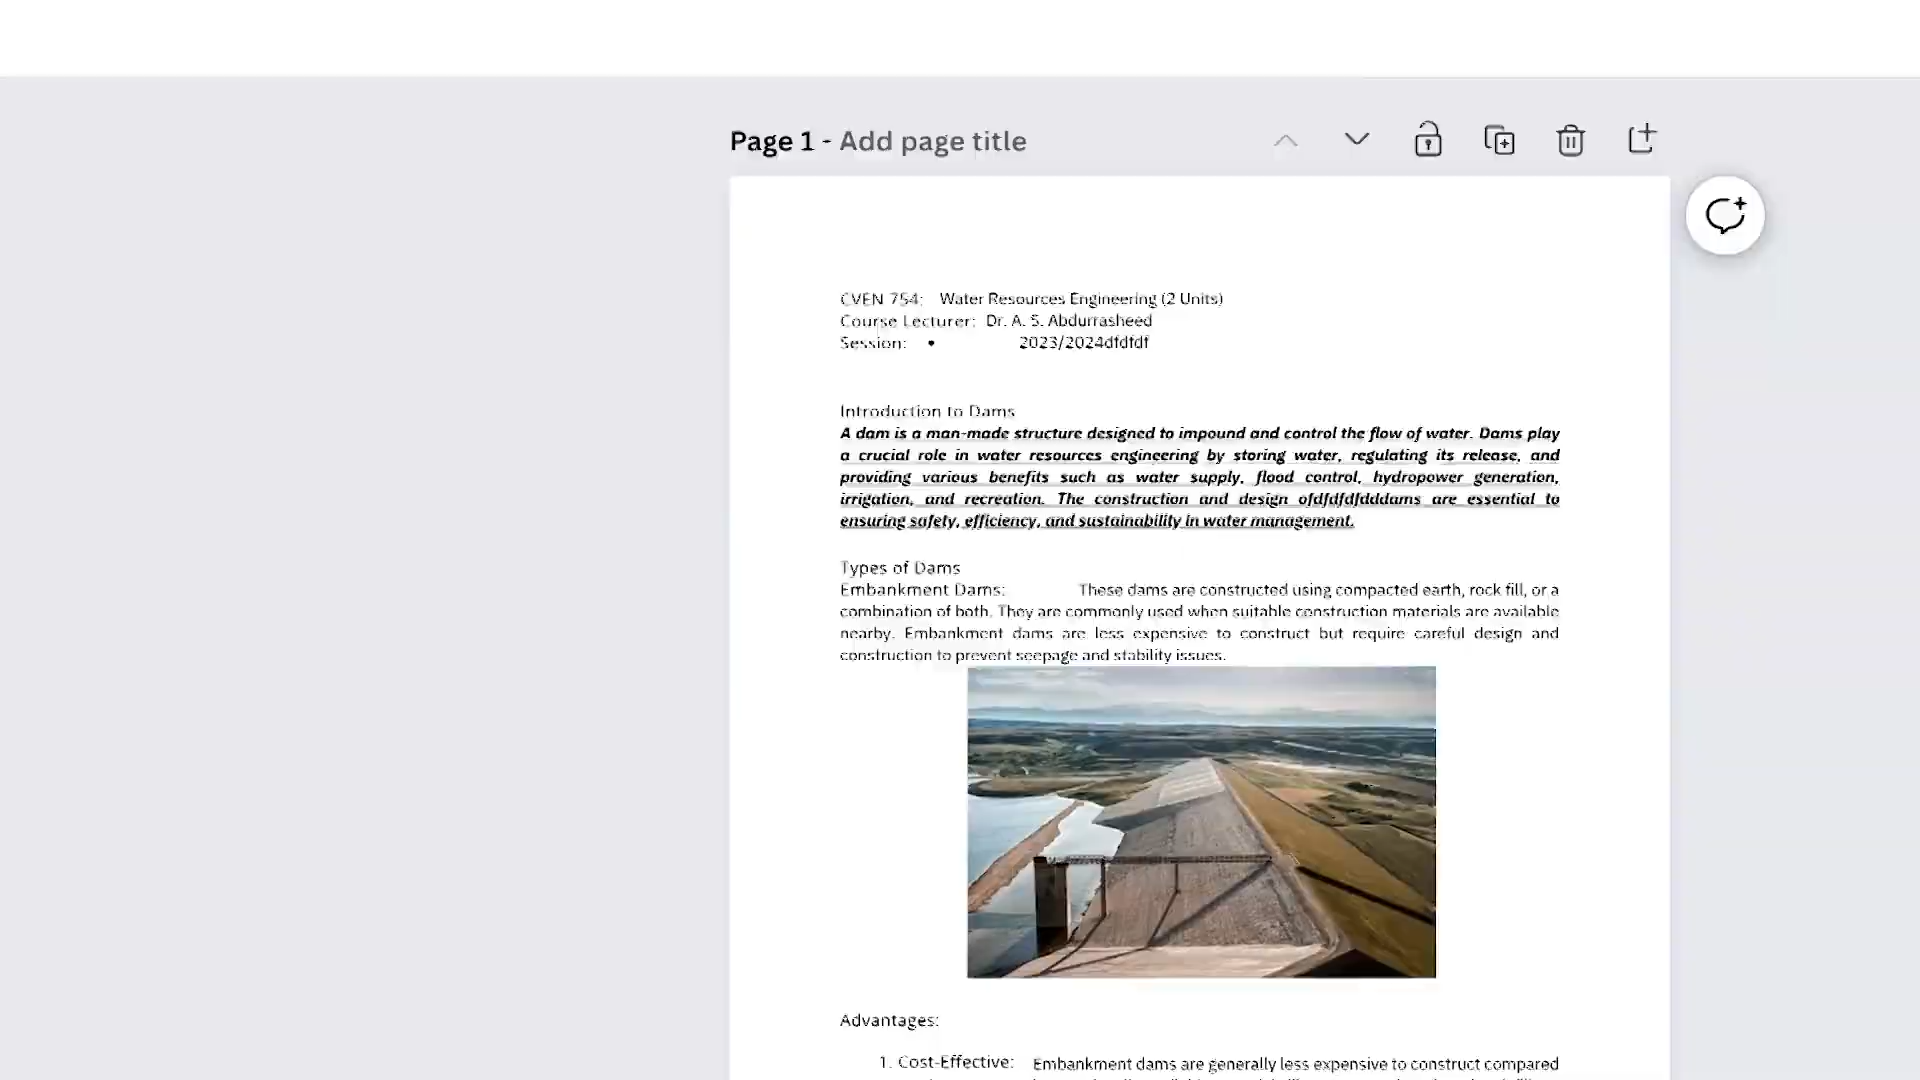 Page 1 - Add page title
CVEN 754: Water Resources Engineering (2 Units)
Course Lecturer: Dr. A. S. Abdurrasheed
Session: • 2023/2024dfdfdf
Introduction to Dams
A dam is a man-made structure designed to impound and control the flow of water. Dams play
a crucial role in water resources engineering by storing water, regulating its release, and
providing various benefits such as water supply, flood control, hydropower generation,
irrigation, and recreation. The construction and design ofdfdfdfdddams are essential to
ensuring safety, efficiency, and sustainability in water management.
Types of Dams
Embankment Dams: These dams are constructed using compacted earth, rock fill, or a
combination of both. They are commonly used when suitable construction materials are available
nearby. Embankment dams are less expensive to construct but require careful design and
construction to prevent seepage and stability issues.
Advantages:
1. Cost-Effective: Embankment dams are generally less expensive to construct compared